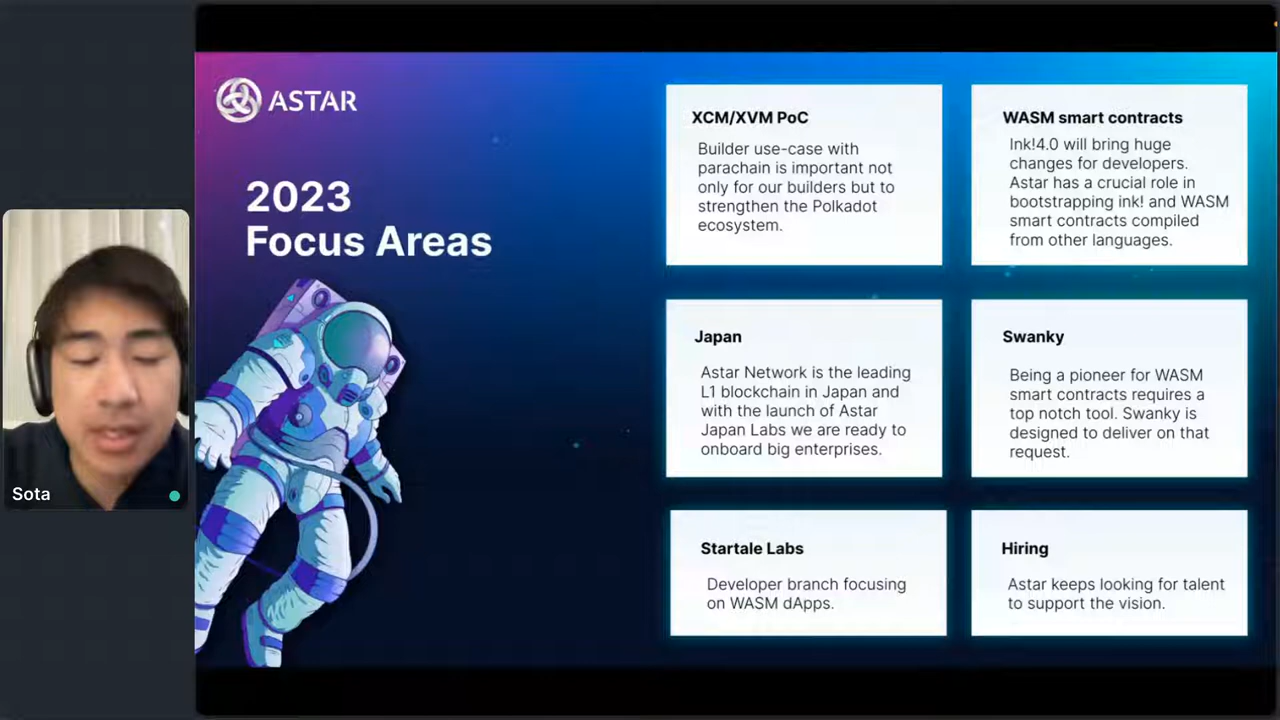 ASTAR
2023
Focus Areas
XCM/XVM PoC
Builder use-case with
parachain is important not
only for our builders but to
strengthen the Polkadot
ecosystem.
WASM smart contracts
Ink!4.0 will bring huge
changes for developers.
Astar has a crucial role in
bootstrapping ink! and WASM
smart contracts compiled
from other languages.
Japan
Astar Network is the leading
L1 blockchain in Japan and
with the launch of Astar
Japan Labs we are ready to
onboard big enterprises.
Swanky
Being a pioneer for WASM
smart contracts requires a
top notch tool. Swanky is
designed to deliver on that
request.
Startale Labs
Developer branch focusing
on WASM dApps.
Hiring
Astar keeps looking for talent
to support the vision.
Sota